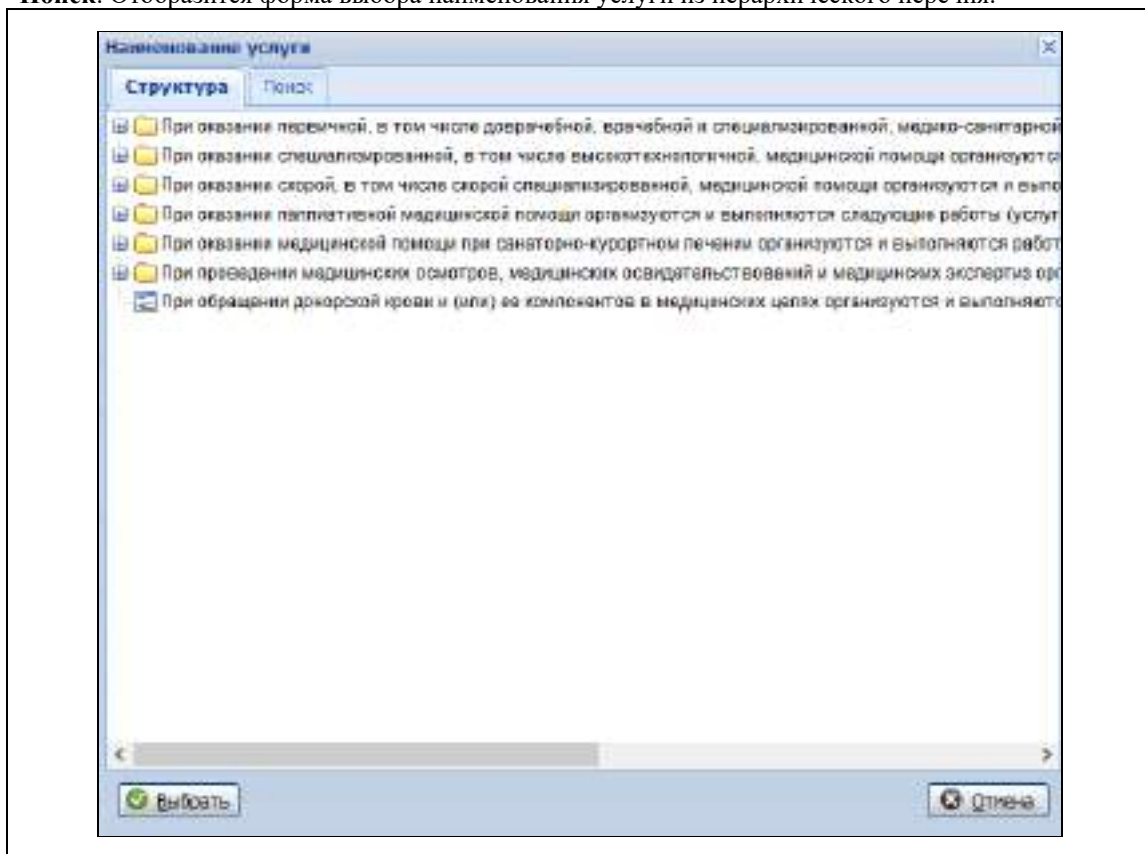 Поиск. Отобразится форма выбора наименования услуги из иерархического перечня.
Наименование услуги
Структура Поиск
При оказании первичной, в том числе доврачебной, врачебной и специализированной, медико-санитарной
При оказании специализированной, в том числе высокотехнологичной, медицинской помощи организуются
При оказании скорой, в том числе скорой специализированной, медицинской помощи организуются и выпо
При оказании паллиативной медицинской помощи организуются и выполняются следующие работы (услуг
При оказании медицинской помощи при санаторно-курортном лечении организуются и выполняются работ
При проведении медицинских осмотров, медицинских освидетельствований и медицинских экспертиз орг
При обращении донорской крови и (или) ее компонентов в медицинских целях организуются и выполняютс
Выбрать Отмена